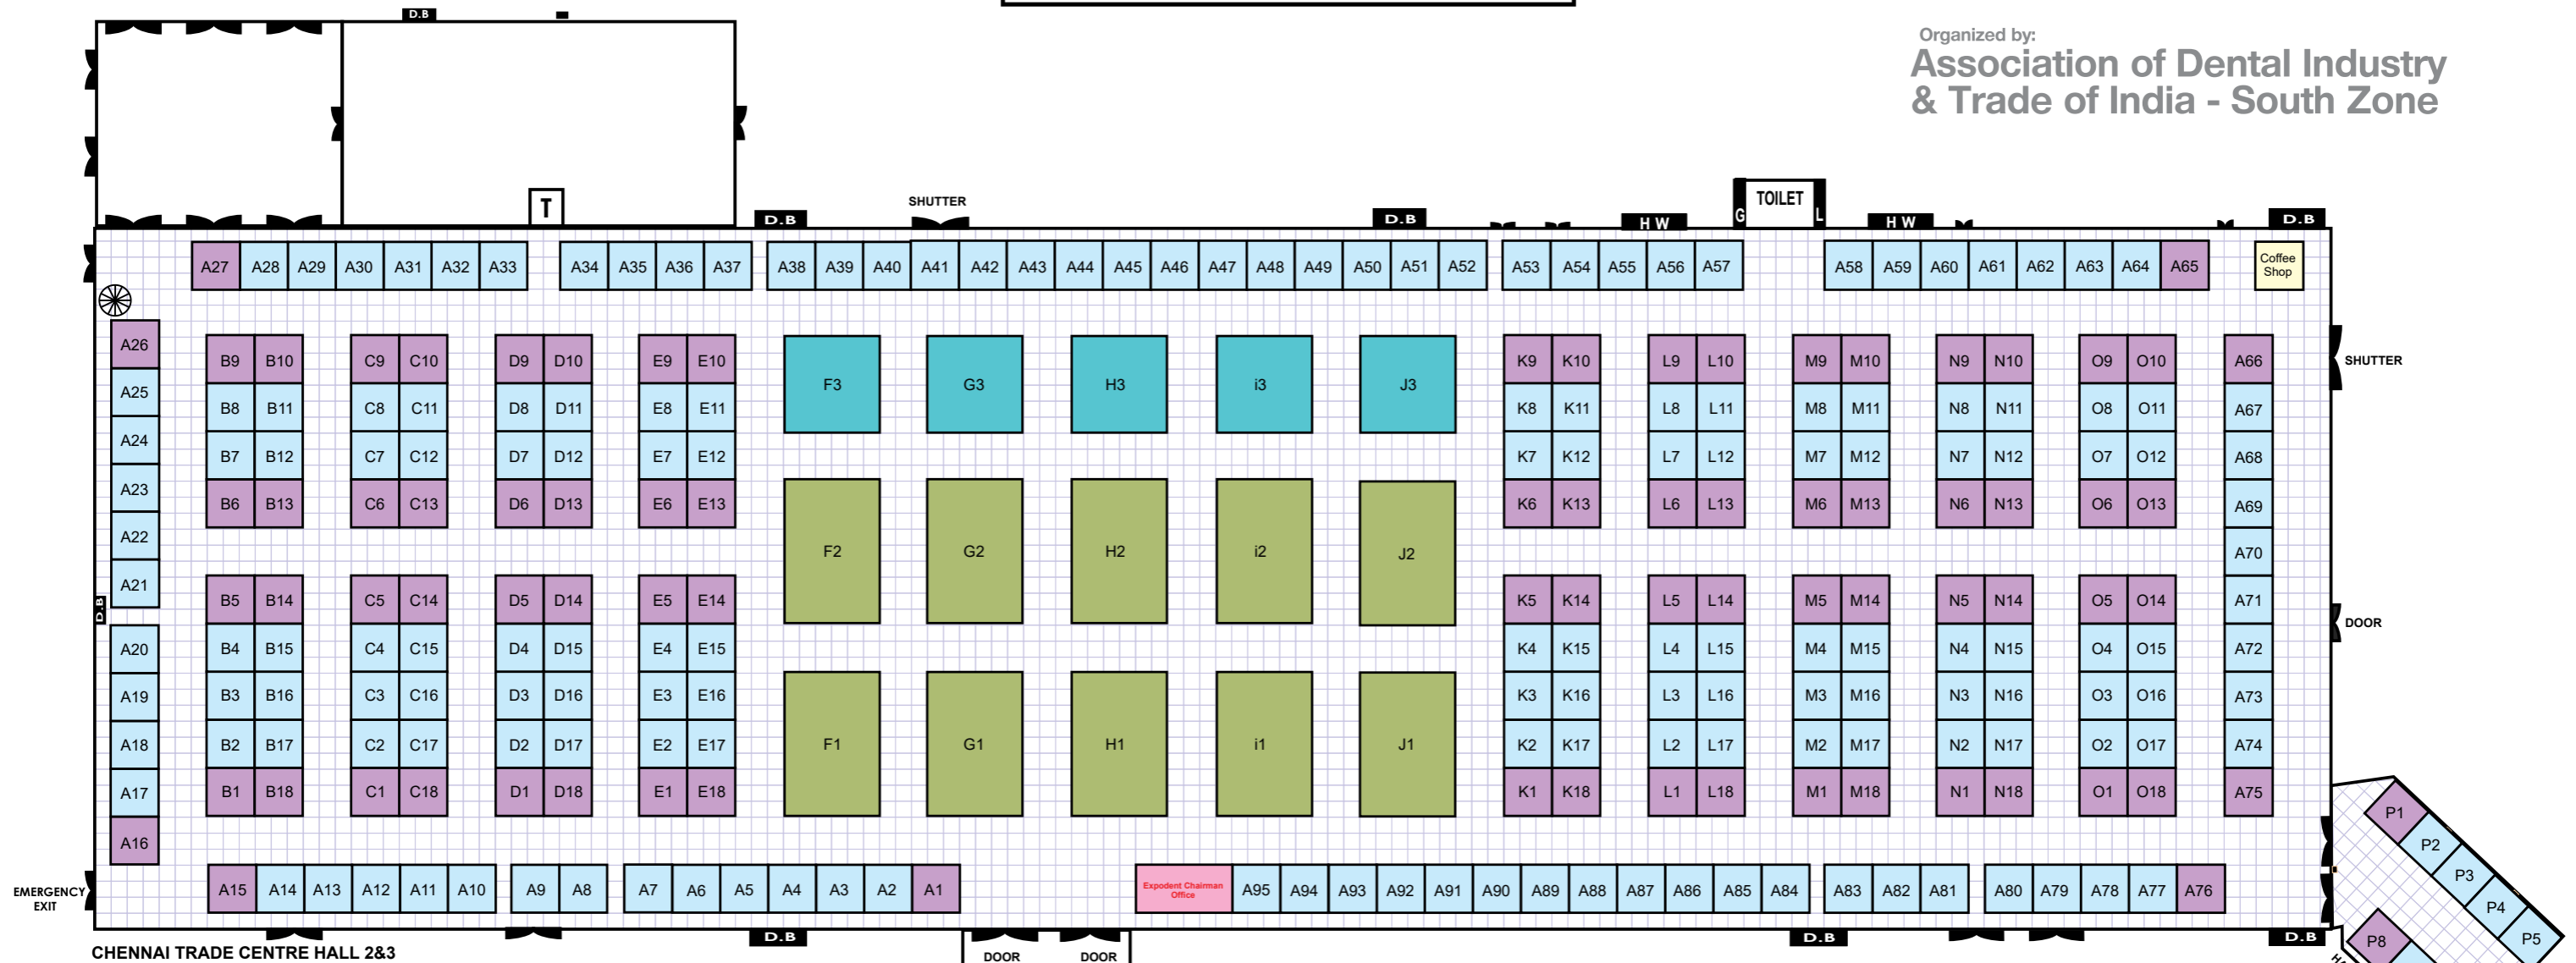 D.B
Organized by:
Association of Dental Industry
& Trade of India - South Zone
T
D.B
SHUTTER
D.B
H W
G
TOILET
L
H W
D.B
A27 A28 A29 A30 A31 A32 A33 A34 A35 A36 A37 A38 A39 A40 A41 A42 A43 A44 A45 A46 A47 A48 A49 A50 A51 A52 A53 A54 A55 A56 A57 A58 A59 A60 A61 A62 A63 A64 A65
Coffee
Shop
A26 B9 B10 C9 C10 D9 D10 E9 E10 F3 G3 H3 i3 J3 K9 K10 L9 L10 M9 M10 N9 N10 O9 O10 A66 SHUTTER
A25 B8 B11 C8 C11 D8 D11 E8 E11 K8 K11 L8 L11 M8 M11 N8 N11 O8 O11 A67
A24 B7 B12 C7 C12 D7 D12 E7 E12 K7 K12 L7 L12 M7 M12 N7 N12 O7 O12 A68
A23 B6 B13 C6 C13 D6 D13 E6 E13 K6 K13 L6 L13 M6 M13 N6 N13 O6 O13 A69
A22 F2 G2 H2 i2 J2 A70
A21 B5 B14 C5 C14 D5 D14 E5 E14 K5 K14 L5 L14 M5 M14 N5 N14 O5 O14 A71
D.B
DOOR
A20 B4 B15 C4 C15 D4 D15 E4 E15 K4 K15 L4 L15 M4 M15 N4 N15 O4 O15 A72
A19 B3 B16 C3 C16 D3 D16 E3 E16 K3 K16 L3 L16 M3 M16 N3 N16 O3 O16 A73
A18 B2 B17 C2 C17 D2 D17 E2 E17 F1 G1 H1 i1 J1 K2 K17 L2 L17 M2 M17 N2 N17 O2 O17 A74
A17 B1 B18 C1 C18 D1 D18 E1 E18 K1 K18 L1 L18 M1 M18 N1 N18 O1 O18 A75
A16
P1
P2
P3
P4
P5
P8
EMERGENCY
EXIT
A15 A14 A13 A12 A11 A10 A9 A8 A7 A6 A5 A4 A3 A2 A1
Expodent Chairman
Office
A95 A94 A93 A92 A91 A90 A89 A88 A87 A86 A85 A84 A83 A82 A81 A80 A79 A78 A77 A76
D.B
D.B
D.B
CHENNAI TRADE CENTRE HALL 2&3
DOOR DOOR